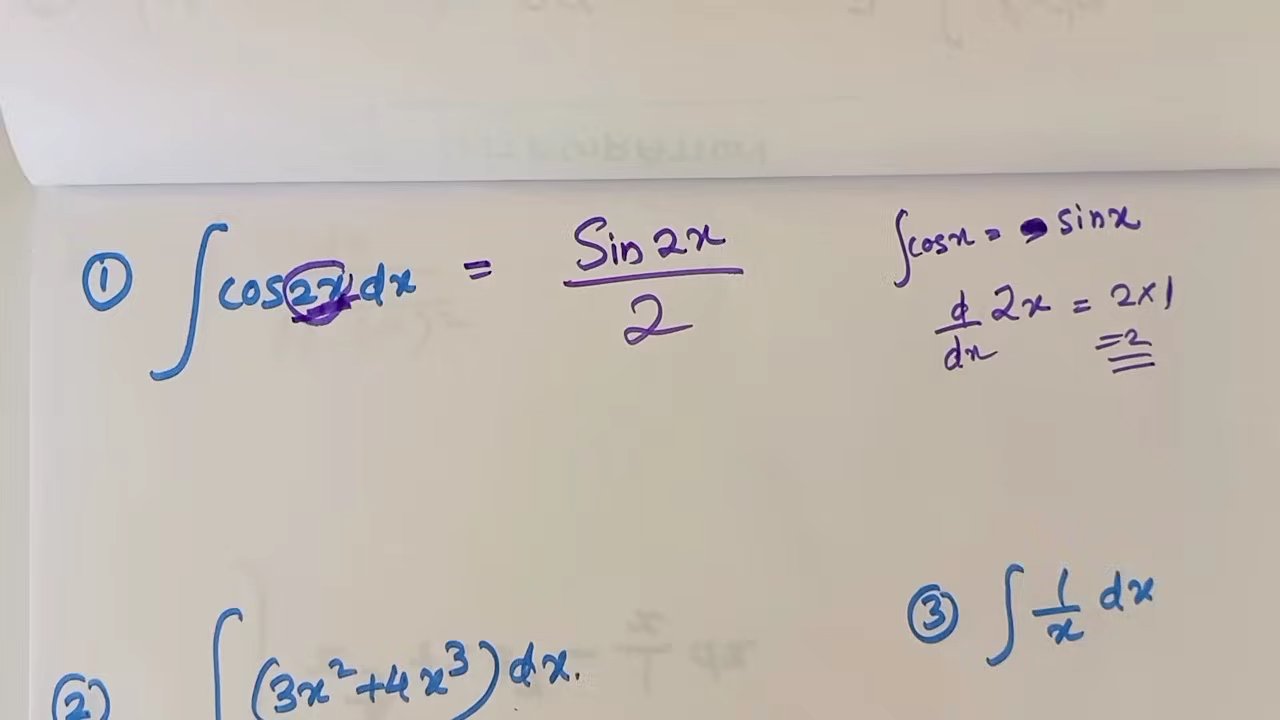 ① ∫ cos 2x dx = Sin 2x / 2
∫ cos x = sin x
d/dx 2x = 2 × 1
= 2
③ ∫ 1/x dx
② ∫ (3x² + 4x³) dx.